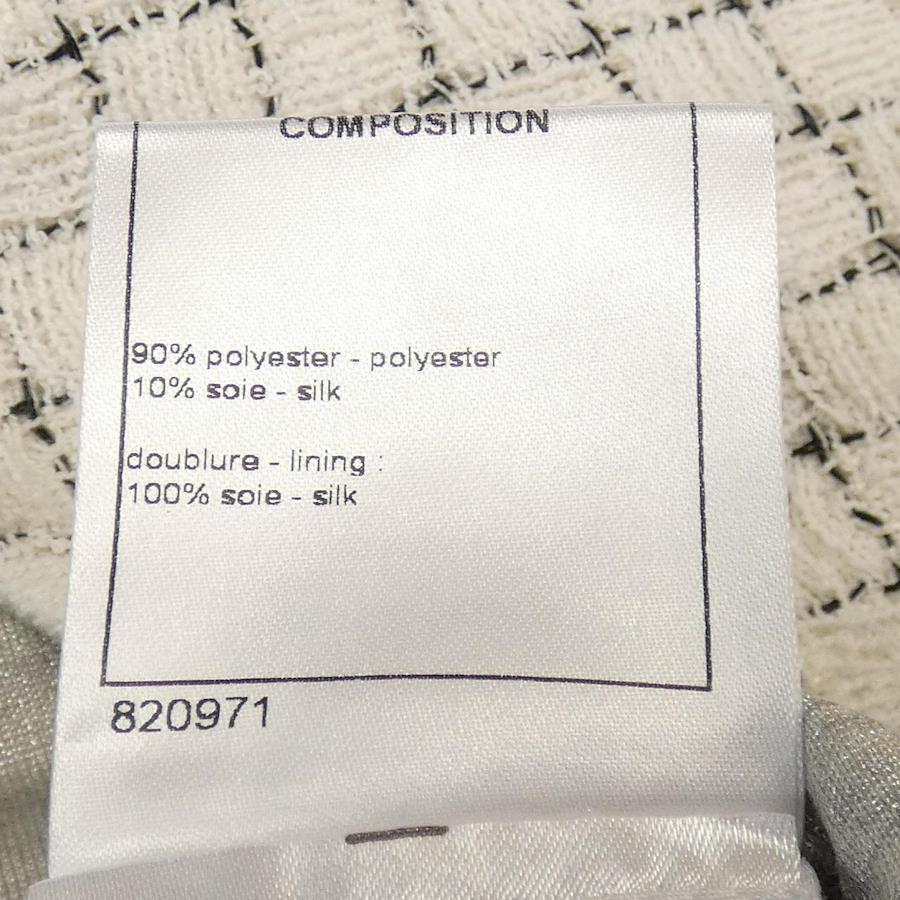 COMPOSITION
90% polyester - polyester
10% soie - silk
doublure - lining :
100% soie - silk
820971